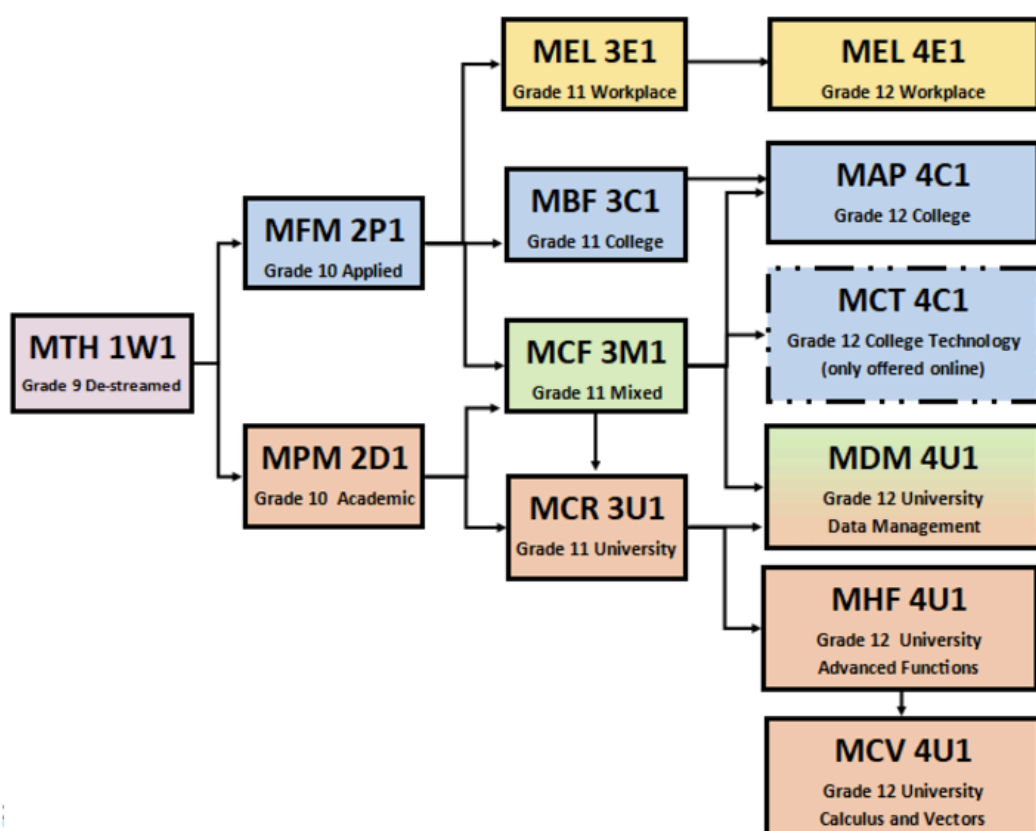 MEL 3E1
Grade 11 Workplace
MEL 4E1
Grade 12 Workplace
MBF 3C1
Grade 11 College
MAP 4C1
Grade 12 College
MFM 2P1
Grade 10 Applied
MCT 4C1
Grade 12 College Technology
(only offered online)
MTH 1W1
Grade 9 De-streamed
MCF 3M1
Grade 11 Mixed
MPM 2D1
Grade 10 Academic
MDM 4U1
Grade 12 University
Data Management
MCR 3U1
Grade 11 University
MHF 4U1
Grade 12 University
Advanced Functions
MCV 4U1
Grade 12 University
Calculus and Vectors